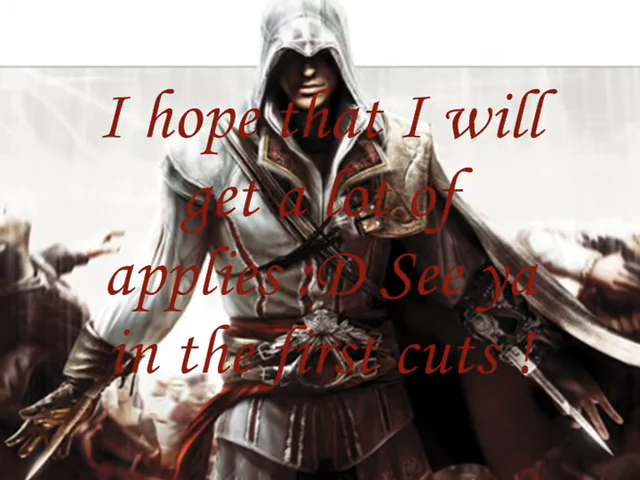 I hope that I will
get a lot of
applies :D See ya
in the first cuts !